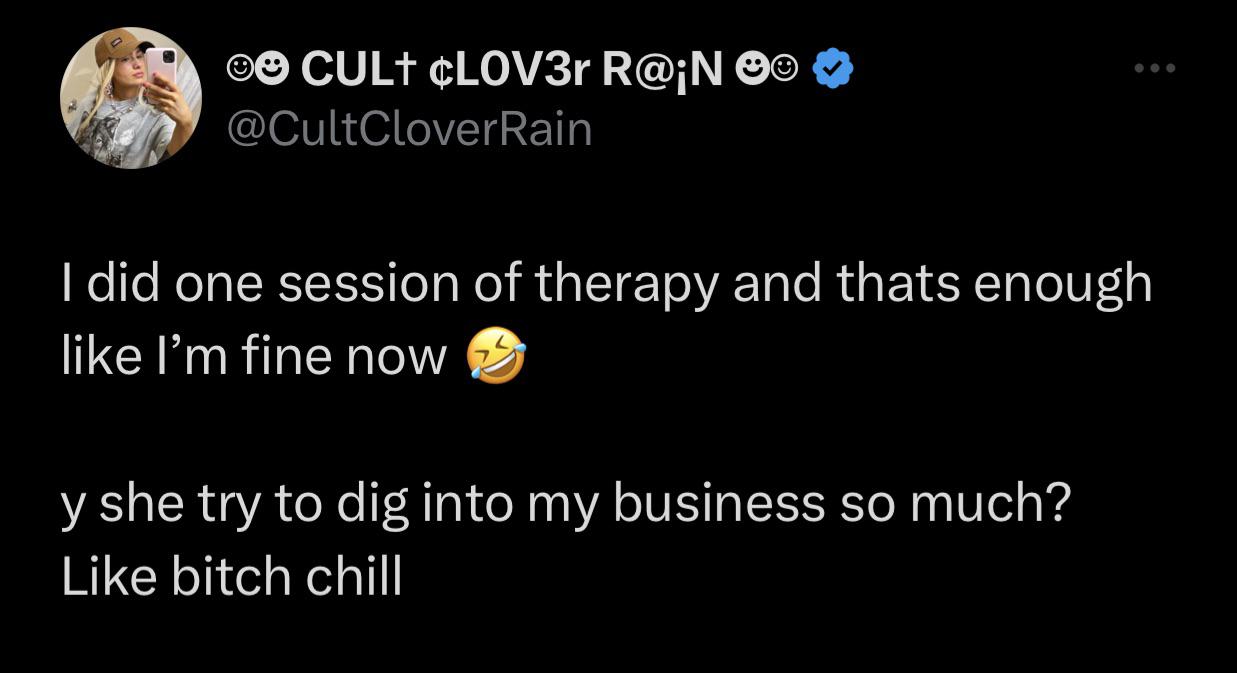 ☺☻ CUL† ¢L0V3r R@¡N ☻☺
@CultCloverRain
I did one session of therapy and thats enough
like I’m fine now 🤣
y she try to dig into my business so much?
Like bitch chill